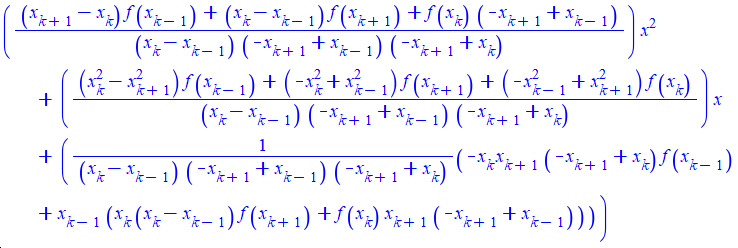 ( ((x_{k+1} - x_k) f(x_{k-1}) + (x_k - x_{k-1}) f(x_{k+1}) + f(x_k) (-x_{k+1} + x_{k-1})) / ((x_k - x_{k-1}) (-x_{k+1} + x_{k-1}) (-x_{k+1} + x_k)) ) x^2
+ ( ((x_k^2 - x_{k+1}^2) f(x_{k-1}) + (-x_k^2 + x_{k-1}^2) f(x_{k+1}) + (-x_{k-1}^2 + x_{k+1}^2) f(x_k)) / ((x_k - x_{k-1}) (-x_{k+1} + x_{k-1}) (-x_{k+1} + x_k)) ) x
+ ( 1 / ((x_k - x_{k-1}) (-x_{k+1} + x_{k-1}) (-x_{k+1} + x_k)) (-x_k x_{k+1} (-x_{k+1} + x_k) f(x_{k-1})
+ x_{k-1} (x_k (x_k - x_{k-1}) f(x_{k+1}) + f(x_k) x_{k+1} (-x_{k+1} + x_{k-1}))) )